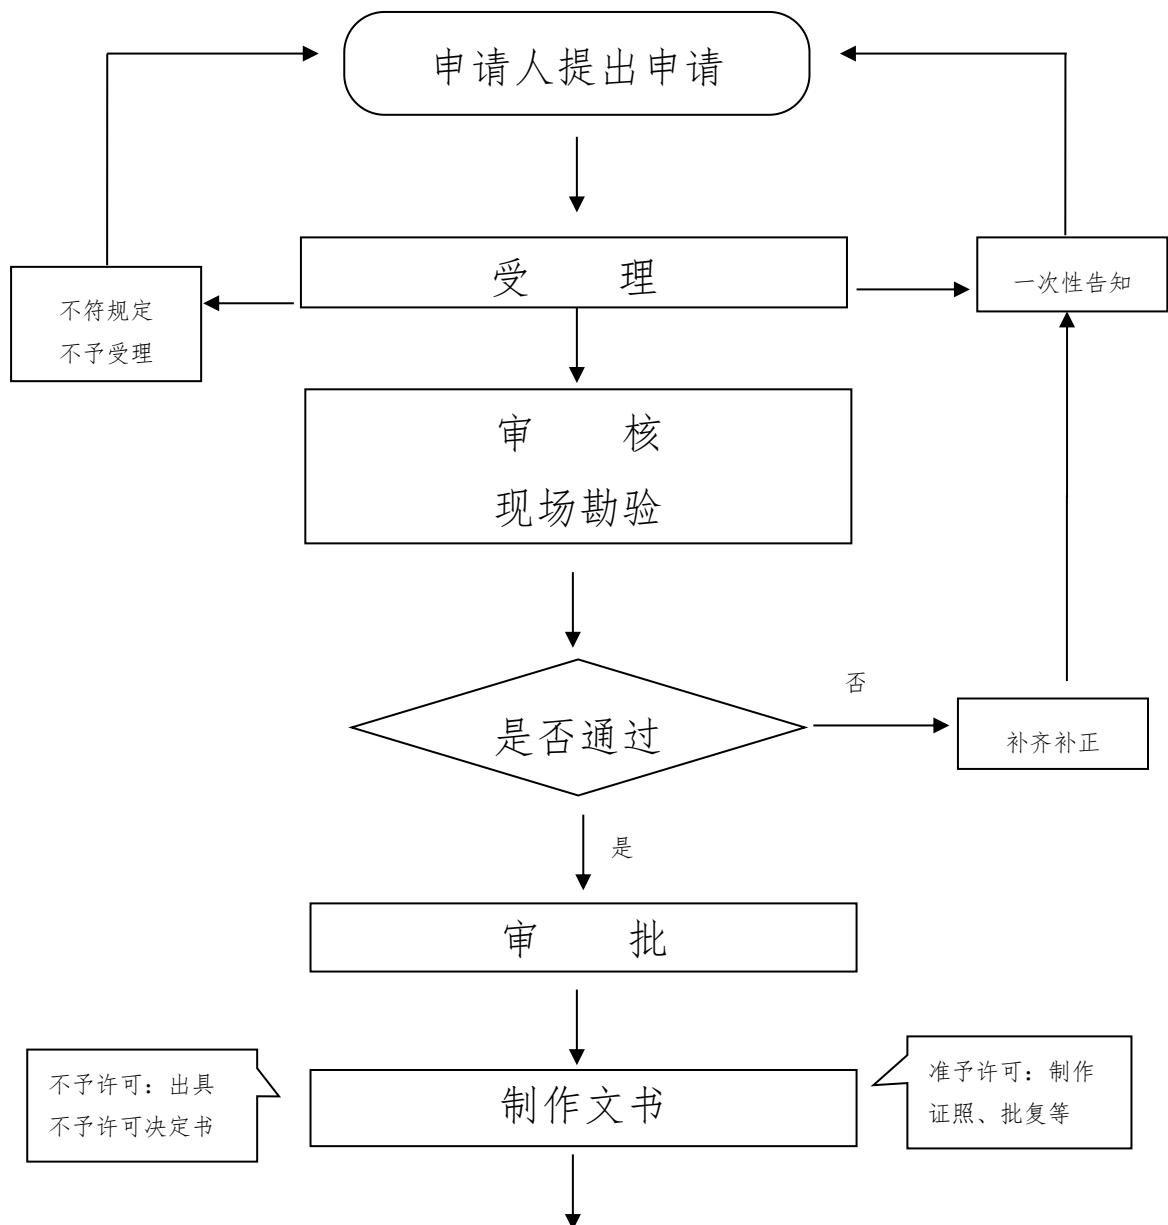 申请人提出申请
受 理
一次性告知
不符规定
不予受理
审 核
现场勘验
否
是否通过
补齐补正
是
审 批
不予许可：出具
不予许可决定书
制作文书
准予许可：制作
证照、批复等